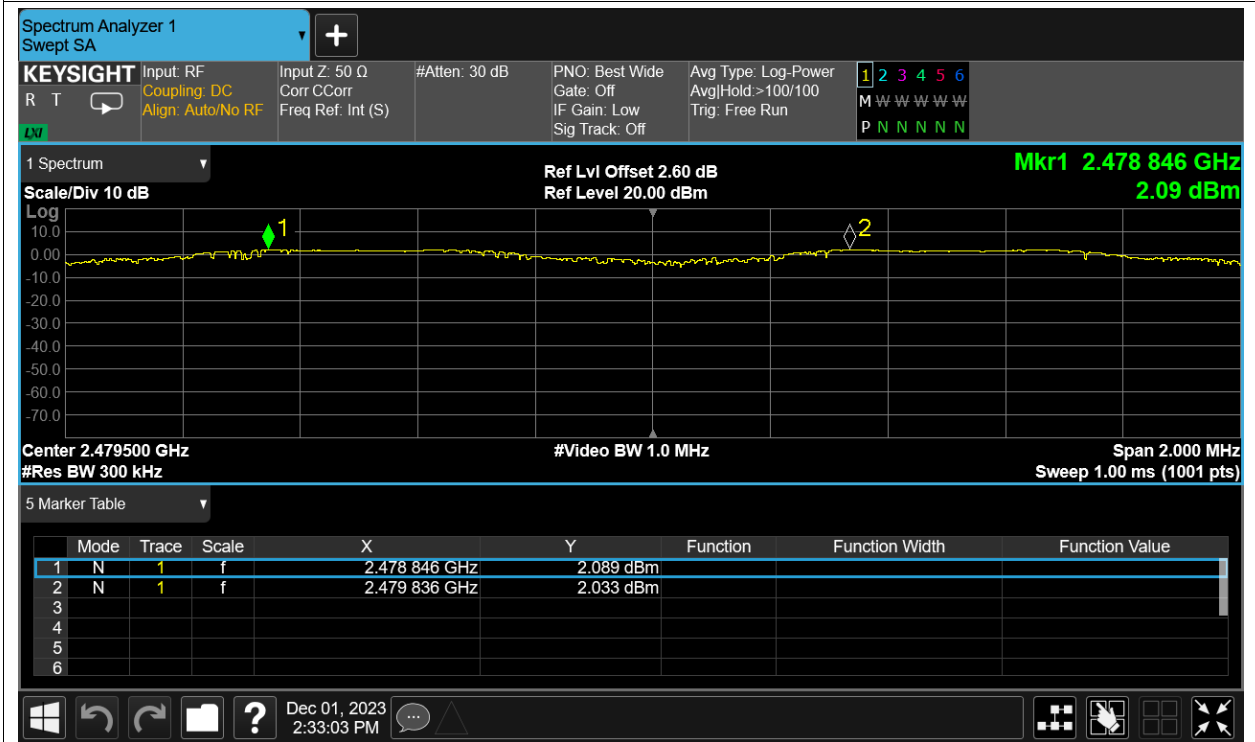 Spectrum Analyzer 1
Swept SA
+
KEYSIGHT Input: RF Input Z: 50 Ω #Atten: 30 dB PNO: Best Wide Avg Type: Log-Power 1 2 3 4 5 6
R T Coupling: DC Corr CCorr Gate: Off Avg|Hold:>100/100 M W W W W W
Align: Auto/No RF Freq Ref: Int (S) IF Gain: Low Trig: Free Run
LXI Sig Track: Off P N N N N N
1 Spectrum Ref Lvl Offset 2.60 dB Mkr1 2.478 846 GHz
Scale/Div 10 dB Ref Level 20.00 dBm 2.09 dBm
Log
10.0 1 2
0.00
-10.0
-20.0
-30.0
-40.0
-50.0
-60.0
-70.0
Center 2.479500 GHz #Video BW 1.0 MHz Span 2.000 MHz
#Res BW 300 kHz Sweep 1.00 ms (1001 pts)
5 Marker Table
Mode Trace Scale X Y Function Function Width Function Value
1 N 1 f 2.478 846 GHz 2.089 dBm
2 N 1 f 2.479 836 GHz 2.033 dBm
3
4
5
6
? Dec 01, 2023
2:33:03 PM